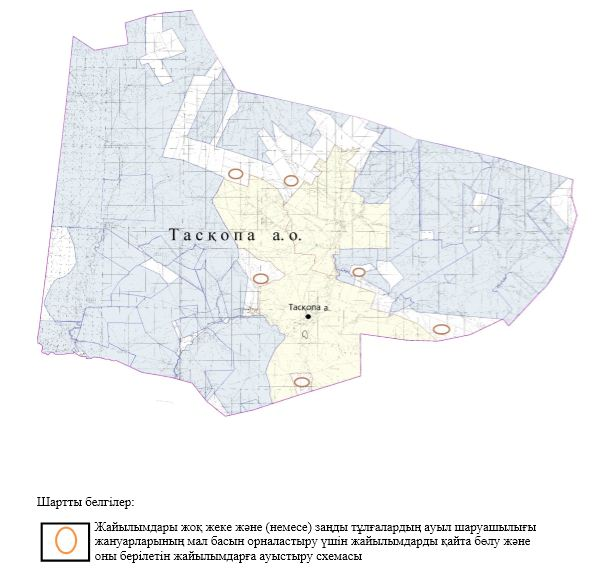 Тасқопа а.о.
Тасқопа а.
Шартты белгілер:
Жайылымдары жоқ жеке және (немесе) заңды тұлғалардың ауыл шаруашылығы
жануарларының мал басын орналастыру үшін жайылымдарды қайта бөлу және
оны берілетін жайылымдарға ауыстыру схемасы